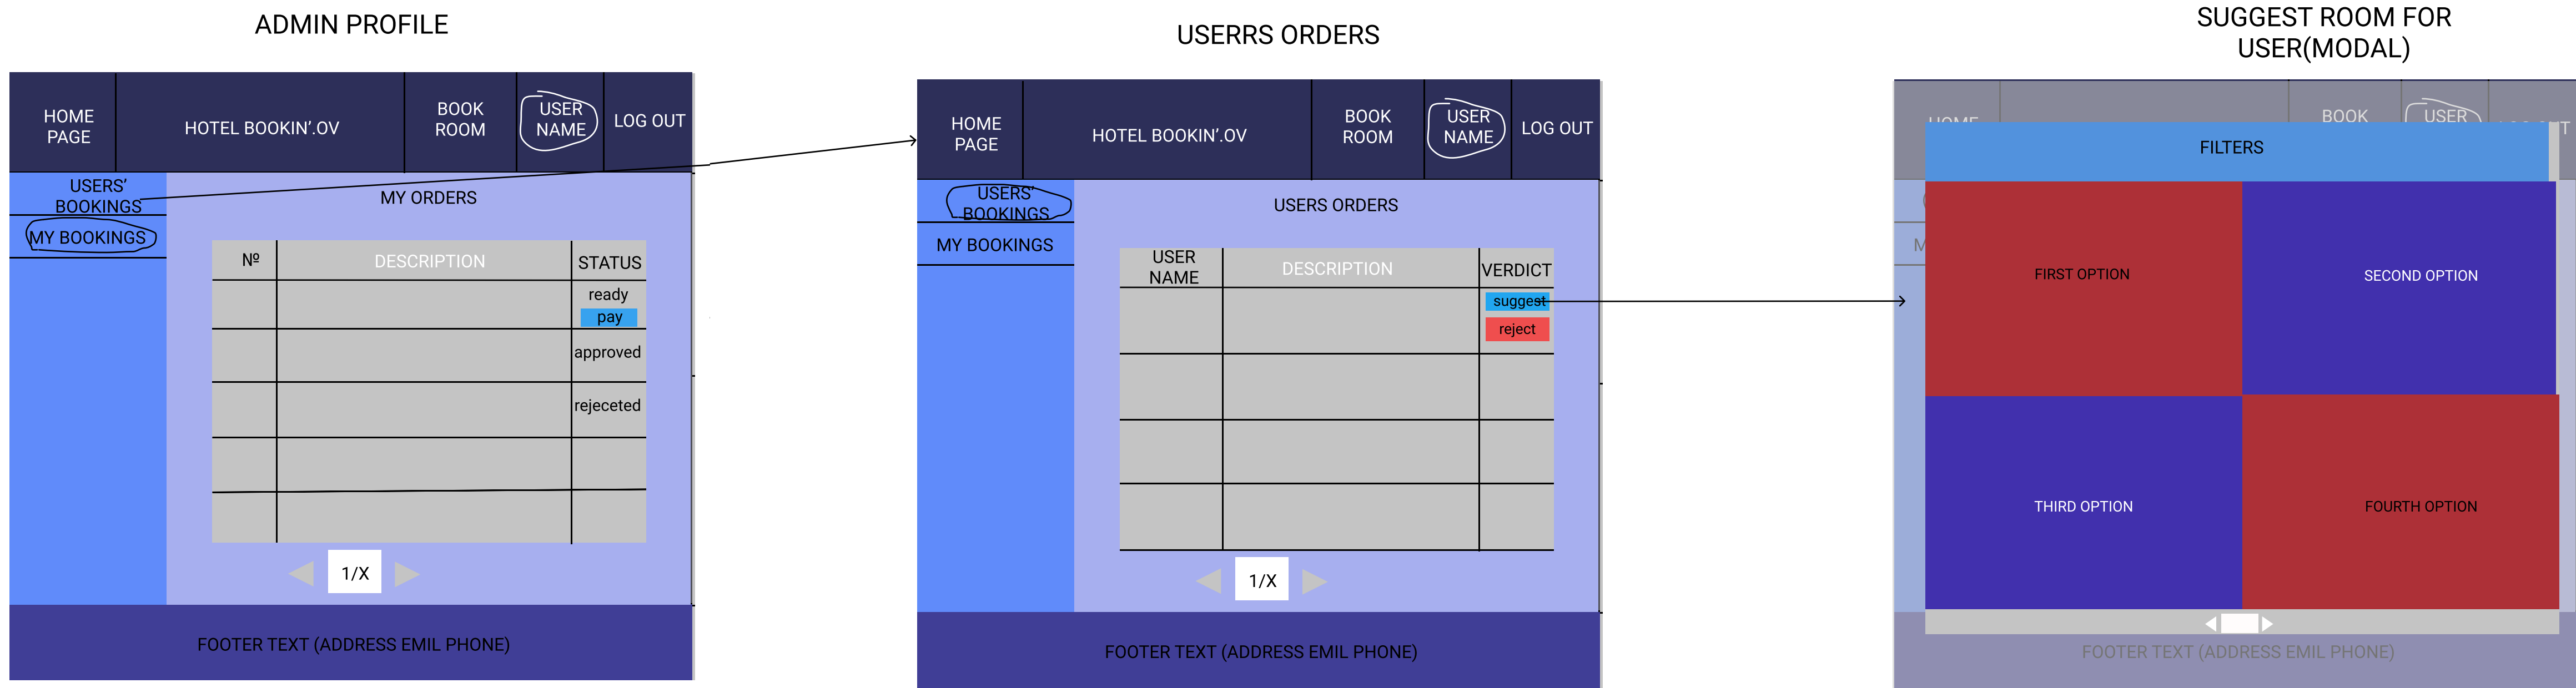 ADMIN PROFILE
HOME
PAGE
HOTEL BOOKIN'.OV
BOOK
ROOM
USER
NAME
LOG OUT
USERS'
BOOKINGS
MY BOOKINGS
MY ORDERS
Nº
DESCRIPTION
STATUS
ready
pay
approved
rejeceted
1/X
FOOTER TEXT (ADDRESS EMIL PHONE)
USERRS ORDERS
HOME
PAGE
HOTEL BOOKIN'.OV
BOOK
ROOM
USER
NAME
LOG OUT
USERS'
BOOKINGS
MY BOOKINGS
USERS ORDERS
USER
NAME
DESCRIPTION
VERDICT
suggest
reject
1/X
FOOTER TEXT (ADDRESS EMIL PHONE)
SUGGEST ROOM FOR
USER(MODAL)
HOME
BOOK
USER
FILTERS
FIRST OPTION
SECOND OPTION
THIRD OPTION
FOURTH OPTION
FOOTER TEXT (ADDRESS EMIL PHONE)